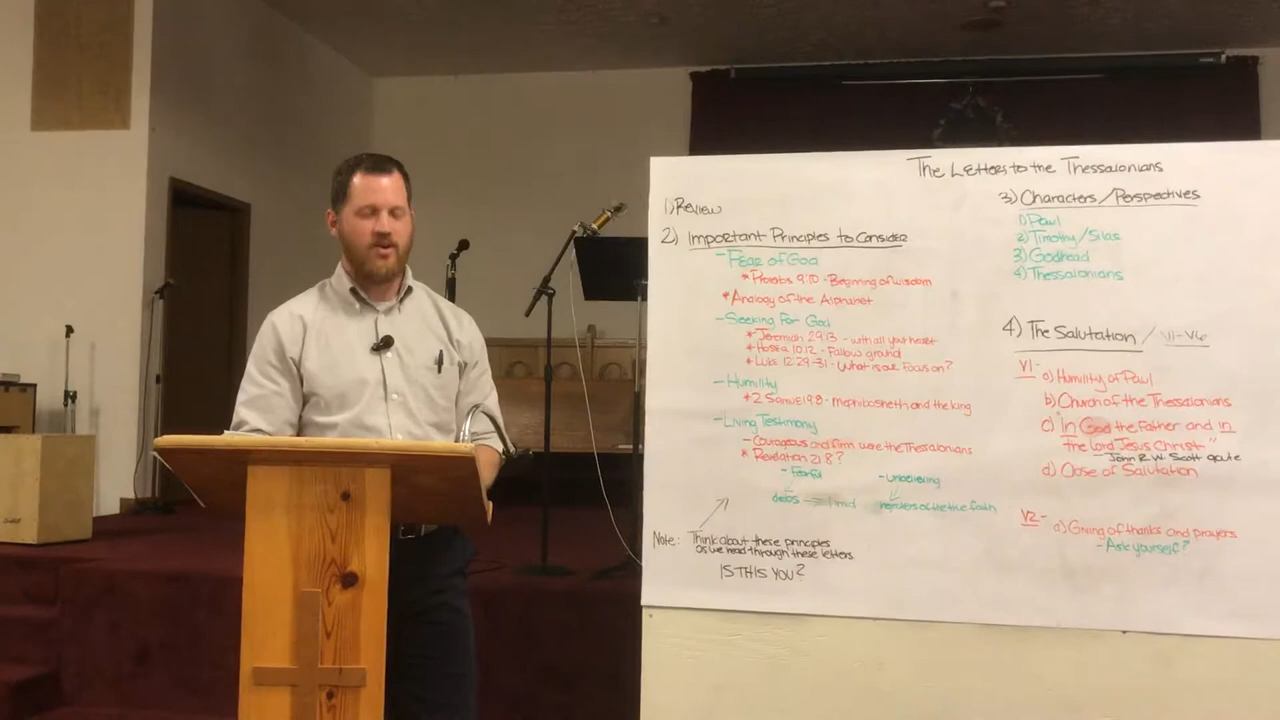 The Letters to the Thessalonians
1) Review
2) Important Principles to Consider
- Fear of God
* Proverbs 9:10 - Beginning of wisdom
* Analogy of the Alphabet
- Seeking For God
* Jeremiah 29:13 - with all your heart
* Hosea 10:12 - Fallow ground
* Luke 12:29-31 - What is our Focus on?
- Humility
* 2 Samuel 9:8 - Mephibosheth and the king
- Living Testimony
- Courageous and firm were the Thessalonians
* Revelation 21:8?
- Fearful
- Unbelieving
timid
rejecters of the true faith
Note: Think about these principles
as we read through these letters
IS THIS YOU?
3) Characters/Perspectives
1) Paul
2) Timothy/Silas
3) Godhead
4) Thessalonians
4) The Salutation / V1-V6
V1-
a) Humility of Paul
b) Church of the Thessalonians
c) "in God the Father and in
the Lord Jesus Christ"
- John R.W. Scott quote
d) Close of Salutation
V2-
a) Giving of thanks and prayers
- Ask yourself?